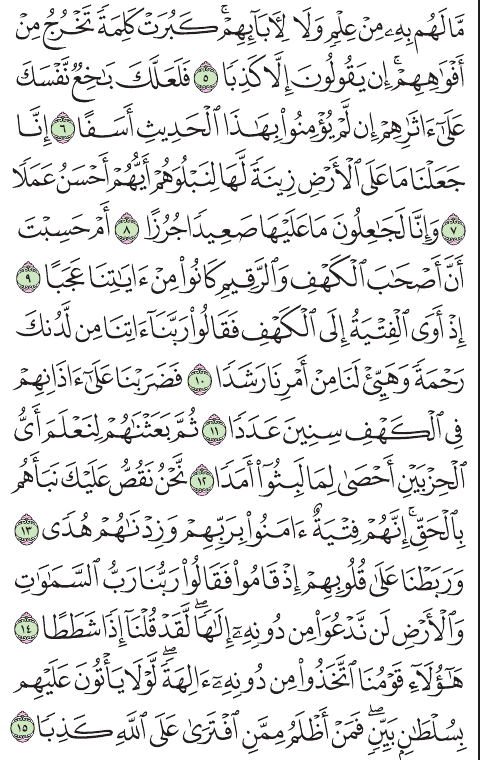 مَّا لَهُم بِهِۦ مِنْ عِلْمٍ وَلَا لِأٓبَآئِهِمْ ۚ كَبُرَتْ كَلِمَةً تَخْرُجُ مِنْ
أَفْوَٰهِهِمْ ۚ إِن يَقُولُونَ إِلَّا كَذِبًا ٥ فَلَعَلَّكَ بَٰخِعٌ نَّفْسَكَ
عَلَىٰٓ ءَاثَٰرِهِمْ إِن لَّمْ يُؤْمِنُوا۟ بِهَٰذَا ٱلْحَدِيثِ أَسَفًا ٦ إِنَّا
جَعَلْنَا مَا عَلَى ٱلْأَرْضِ زِينَةً لَّهَا لِنَبْلُوَهُمْ أَيُّهُمْ أَحْسَنُ عَمَلًا
٧ وَإِنَّا لَجَٰعِلُونَ مَا عَلَيْهَا صَعِيدًا جُرُزًا ٨ أَمْ حَسِبْتَ
أَنَّ أَصْحَٰبَ ٱلْكَهْفِ وَٱلرَّقِيمِ كَانُوا۟ مِنْ ءَايَٰتِنَا عَجَبًا ٩
إِذْ أَوَى ٱلْفِتْيَةُ إِلَى ٱلْكَهْفِ فَقَالُوا۟ رَبَّنَآ ءَاتِنَا مِن لَّدُنكَ
رَحْمَةً وَهَيِّئْ لَنَا مِنْ أَمْرِنَا رَشَدًا ١٠ فَضَرَبْنَا عَلَىٰٓ ءَاذَانِهِمْ
فِى ٱلْكَهْفِ سِنِينَ عَدَدًا ١١ ثُمَّ بَعَثْنَٰهُمْ لِنَعْلَمَ أَىُّ
ٱلْحِزْبَيْنِ أَحْصَىٰ لِمَا لَبِثُوٓا۟ أَمَدًا ١٢ نَّحْنُ نَقُصُّ عَلَيْكَ نَبَأَهُم
بِٱلْحَقِّ ۚ إِنَّهُمْ فِتْيَةٌ ءَامَنُوا۟ بِرَبِّهِمْ وَزِدْنَٰهُمْ هُدًى ١٣
وَرَبَطْنَا عَلَىٰ قُلُوبِهِمْ إِذْ قَامُوا۟ فَقَالُوا۟ رَبُّنَا رَبُّ ٱلسَّمَٰوَٰتِ
وَٱلْأَرْضِ لَن نَّدْعُوَا۟ مِن دُونِهِۦٓ إِلَٰهًا ۖ لَّقَدْ قُلْنَآ إِذًا شَطَطًا ١٤
هَٰٓؤُلَآءِ قَوْمُنَا ٱتَّخَذُوا۟ مِن دُونِهِۦٓ ءَالِهَةً ۖ لَّوْلَا يَأْتُونَ عَلَيْهِم
بِسُلْطَٰنٍۭ بَيِّنٍ ۖ فَمَنْ أَظْلَمُ مِمَّنِ ٱفْتَرَىٰ عَلَى ٱللَّهِ كَذِبًا ١٥